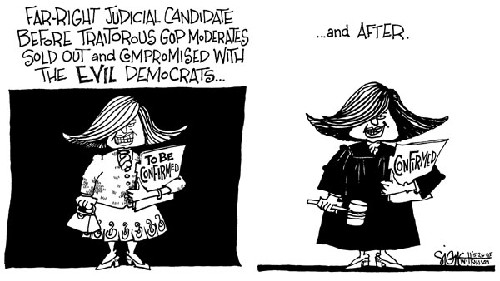 FAR-RIGHT JUDICIAL CANDIDATE
BEFORE TRAITOROUS GOP MODERATES
SOLD OUT and COMPROMISED WITH
THE EVIL DEMOCRATS...
TO BE
CONFIRMED
...and AFTER.
CONFIRMED